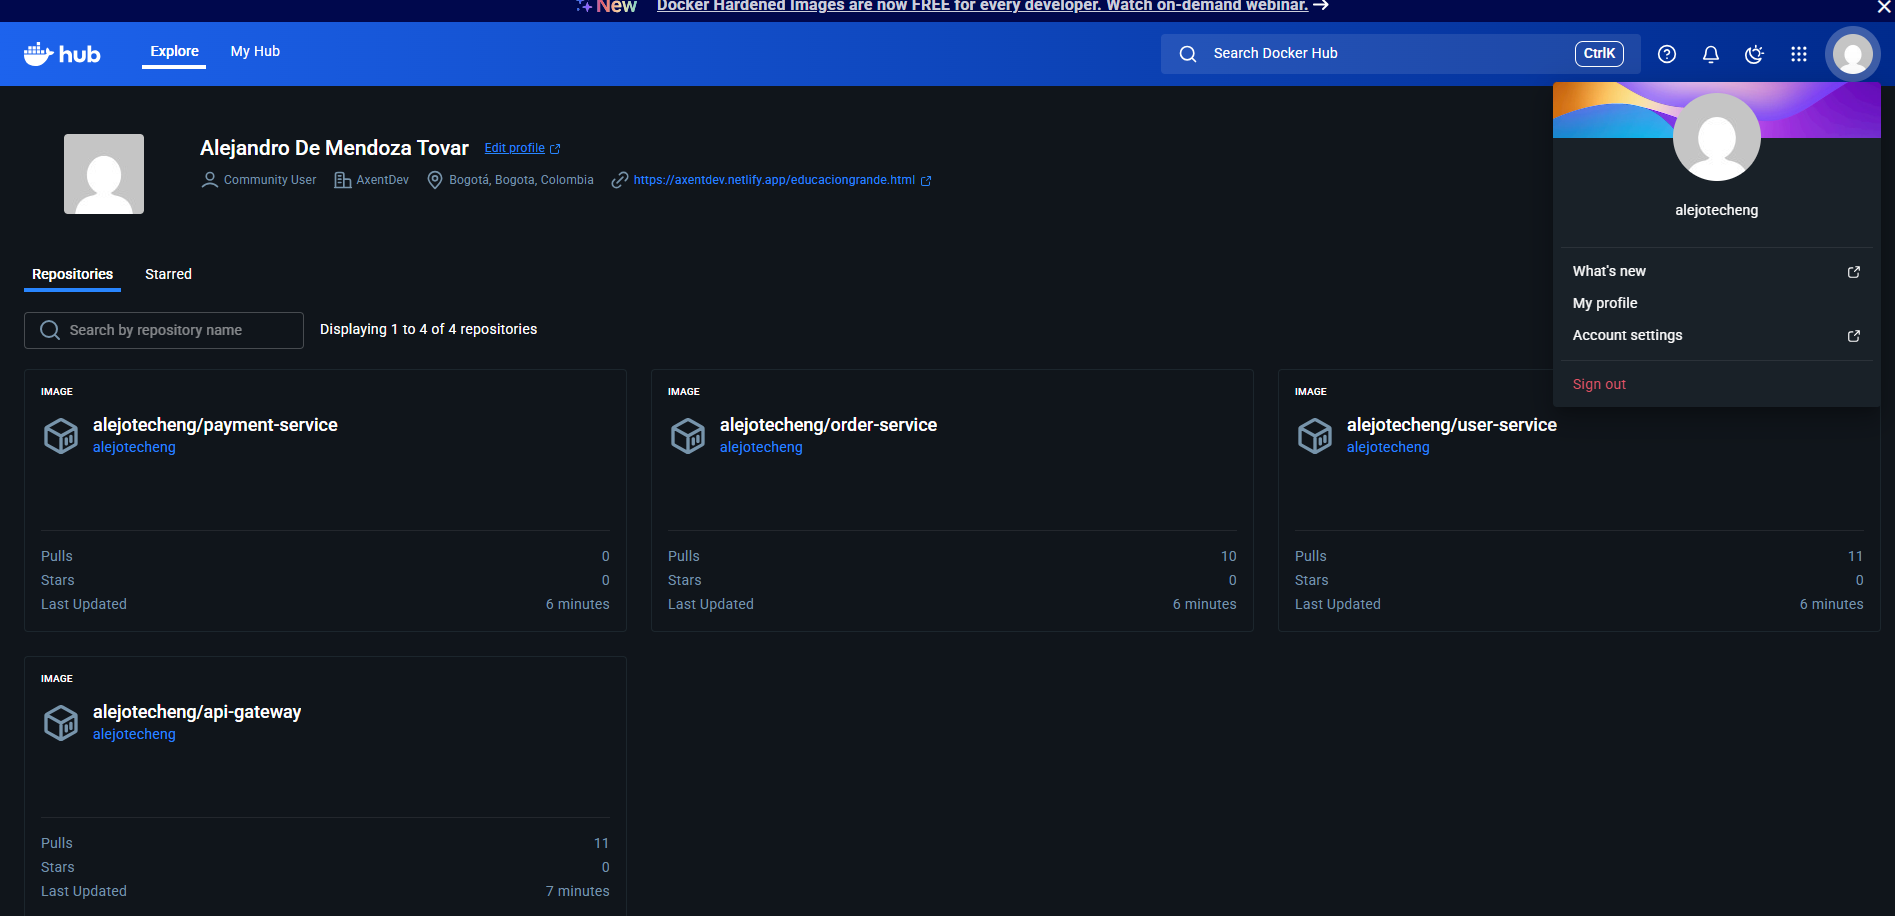 New Docker Hardened Images are now FREE for every developer. Watch on-demand webinar. →
hub Explore My Hub Search Docker Hub CtrlK
Alejandro De Mendoza Tovar Edit profile
Community User AxentDev Bogotá, Bogota, Colombia https://axentdev.netlify.app/educaciongrande.html
alejotecheng
What's new
My profile
Account settings
Sign out
Repositories Starred
Search by repository name Displaying 1 to 4 of 4 repositories
IMAGE
alejotecheng/payment-service
alejotecheng
Pulls 0
Stars 0
Last Updated 6 minutes
IMAGE
alejotecheng/order-service
alejotecheng
Pulls 10
Stars 0
Last Updated 6 minutes
IMAGE
alejotecheng/user-service
alejotecheng
Pulls 11
Stars 0
Last Updated 6 minutes
IMAGE
alejotecheng/api-gateway
alejotecheng
Pulls 11
Stars 0
Last Updated 7 minutes